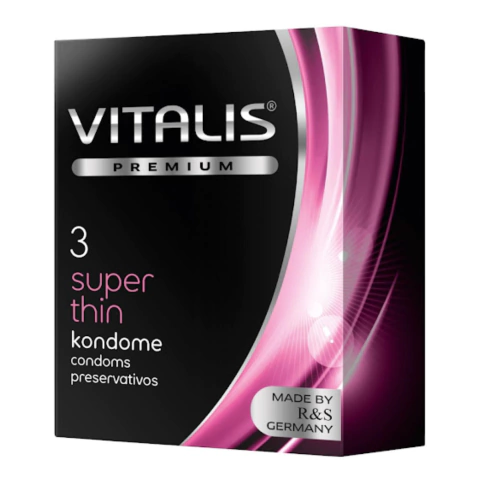 VITALIS®
PREMIUM
3
super
thin
kondome
condoms
preservativos
MADE BY
R&S
GERMANY